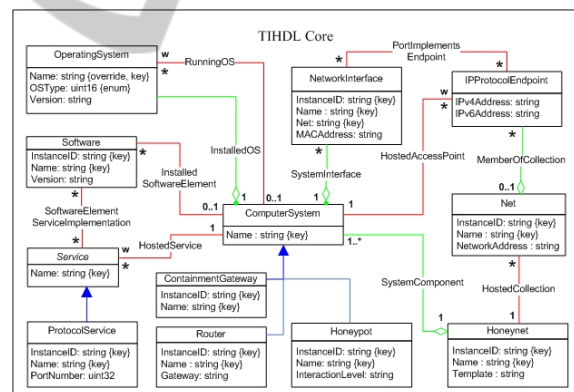 TIHDL Core
OperatingSystem
Name: string {override, key}
OSType: uint16 {enum}
Version: string
w
*
RunningOS
NetworkInterface
InstanceID: string {key}
Name : string {key}
Net: string {key}
MACAddress: string
*
PortImplements
Endpoint
*
IPProtocolEndpoint
IPv4Address: string
IPv6Address: string
w
*
*
*
*
Software
InstanceID: string {key}
Name: string {key}
Version: string
*
*
InstalledOS
Installed
SoftwareElement
SystemInterface
HostedAccessPoint
MemberOfCollection
0..1
1
0..1
1
1
0..1
SoftwareElement
ServiceImplementation
*
Service
Name: string {key}
w
*
HostedService
1
ComputerSystem
Name : string {key}
1..*
Net
InstanceID: string {key}
Name : string {key}
NetworkAddress : string
*
ContainmentGateway
InstanceID: string {key}
Name: string {key}
SystemComponent
HostedCollection
1
1
ProtocolService
InstanceID: string {key}
Name: string {key}
PortNumber: uint32
Router
InstanceID: string {key}
Name : string {key}
Gateway: string
Honeypot
InstanceID: string {key}
Name: string {key}
InteractionLevel: string
Honeynet
InstanceID: string {key}
Name : string {key}
Template : string